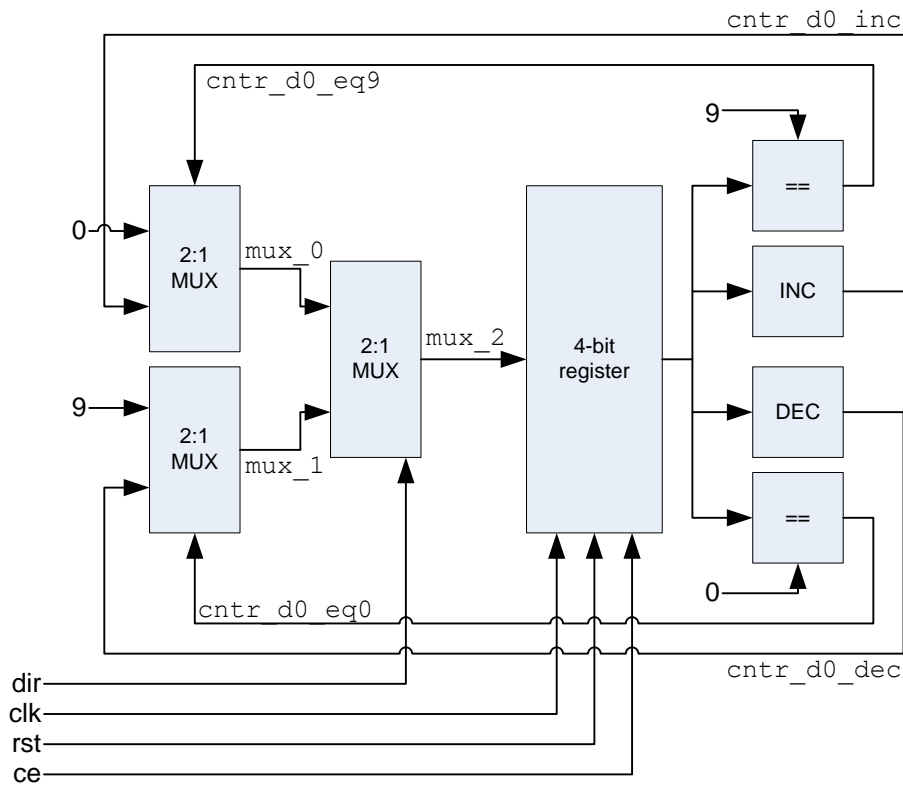 cntr_d0_inc
cntr_d0_eq9
9
==
0
2:1
MUX
mux_0
INC
2:1
MUX
mux_2
4-bit
register
9
2:1
MUX
mux_1
DEC
==
0
cntr_d0_eq0
cntr_d0_dec
dir
clk
rst
ce